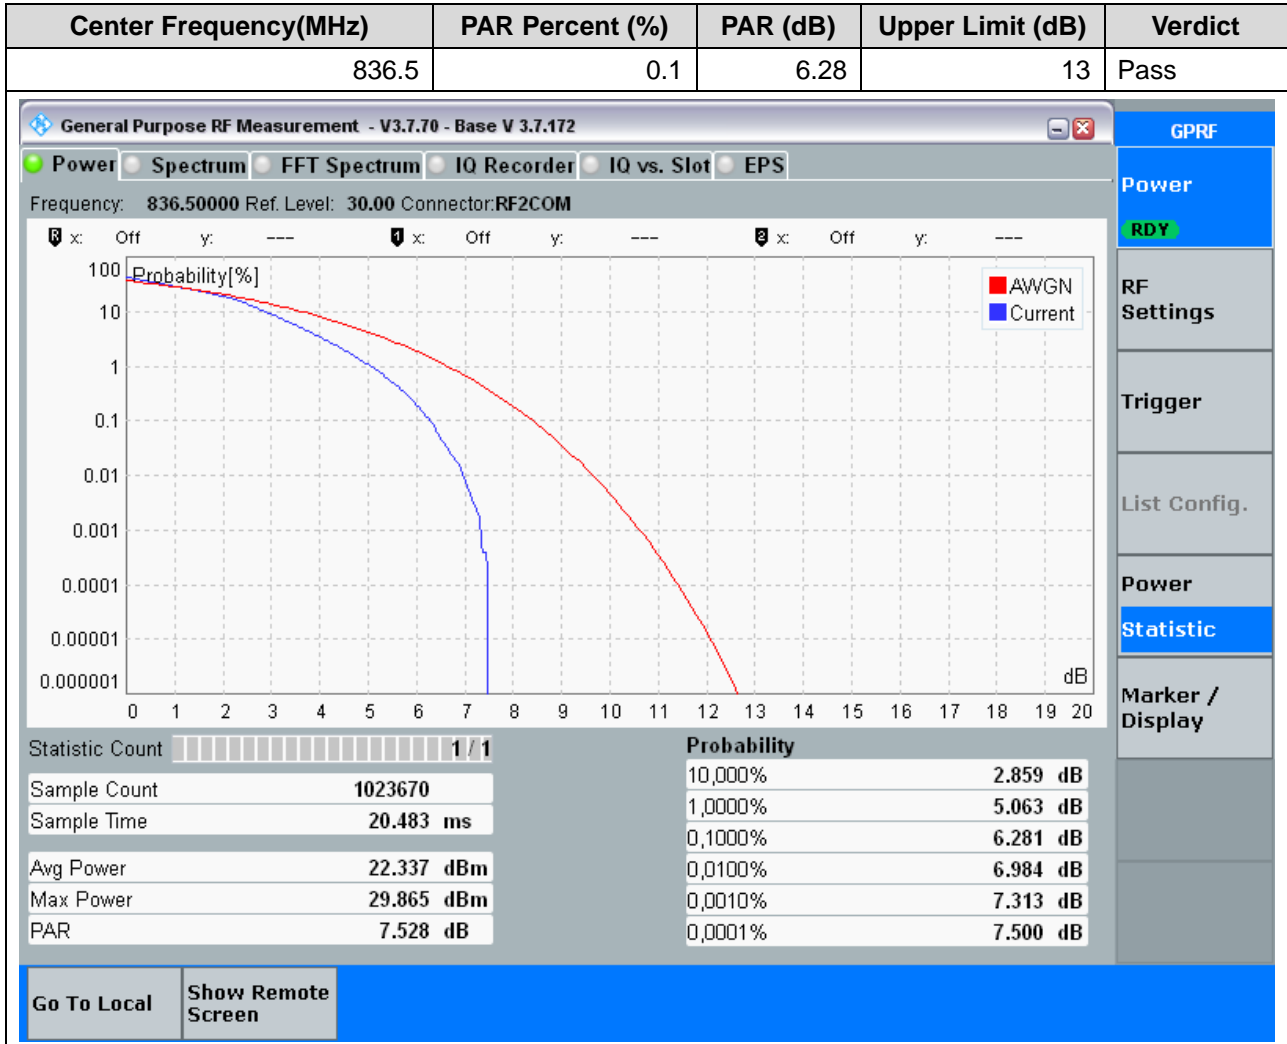 Center Frequency(MHz) PAR Percent (%) PAR (dB) Upper Limit (dB) Verdict
836.5 0.1 6.28 13 Pass
General Purpose RF Measurement - V3.7.70 - Base V 3.7.172
GPRF
Power Spectrum FFT Spectrum IQ Recorder IQ vs. Slot EPS
Frequency: 836.50000 Ref. Level: 30.00 Connector:RF2COM
R x: Off y: --- 1 x: Off y: --- 2 x: Off y: ---
Probability[%]
100
10
1
0.1
0.01
0.001
0.0001
0.00001
0.000001
AWGN
Current
dB
0 1 2 3 4 5 6 7 8 9 10 11 12 13 14 15 16 17 18 19 20
Statistic Count 1 / 1
Sample Count 1023670
Sample Time 20.483 ms
Avg Power 22.337 dBm
Max Power 29.865 dBm
PAR 7.528 dB
Probability
10,000% 2.859 dB
1,0000% 5.063 dB
0,1000% 6.281 dB
0,0100% 6.984 dB
0,0010% 7.313 dB
0,0001% 7.500 dB
Power
RDY
RF
Settings
Trigger
List Config.
Power
Statistic
Marker /
Display
Go To Local
Show Remote
Screen